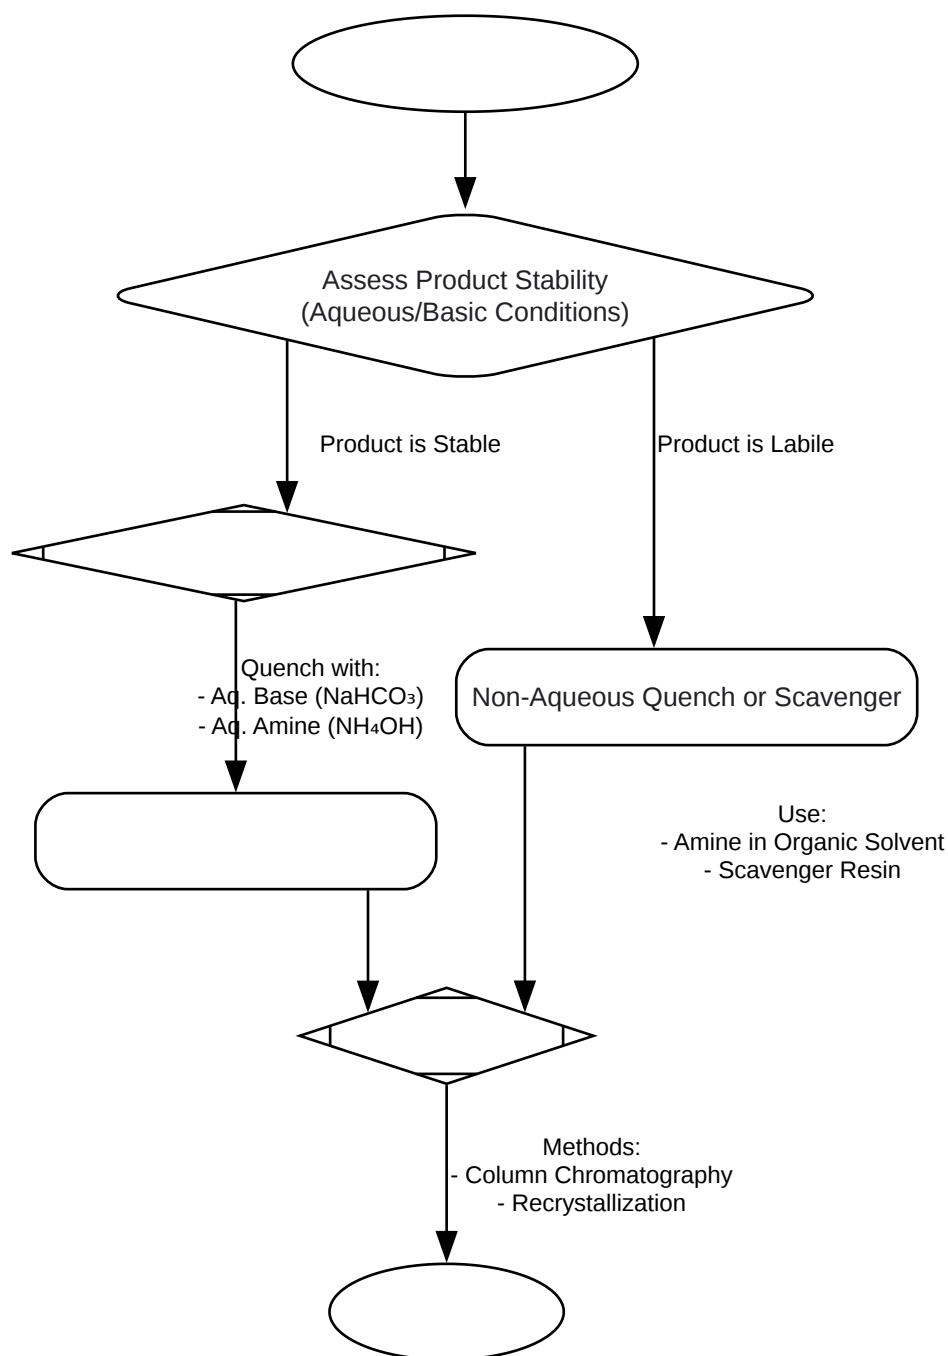 Assess Product Stability
(Aqueous/Basic Conditions)
Product is Stable
Product is Labile
Quench with:
- Aq. Base (NaHCO₃)
- Aq. Amine (NH₄OH)
Non-Aqueous Quench or Scavenger
Use:
- Amine in Organic Solvent
- Scavenger Resin
Methods:
- Column Chromatography
- Recrystallization